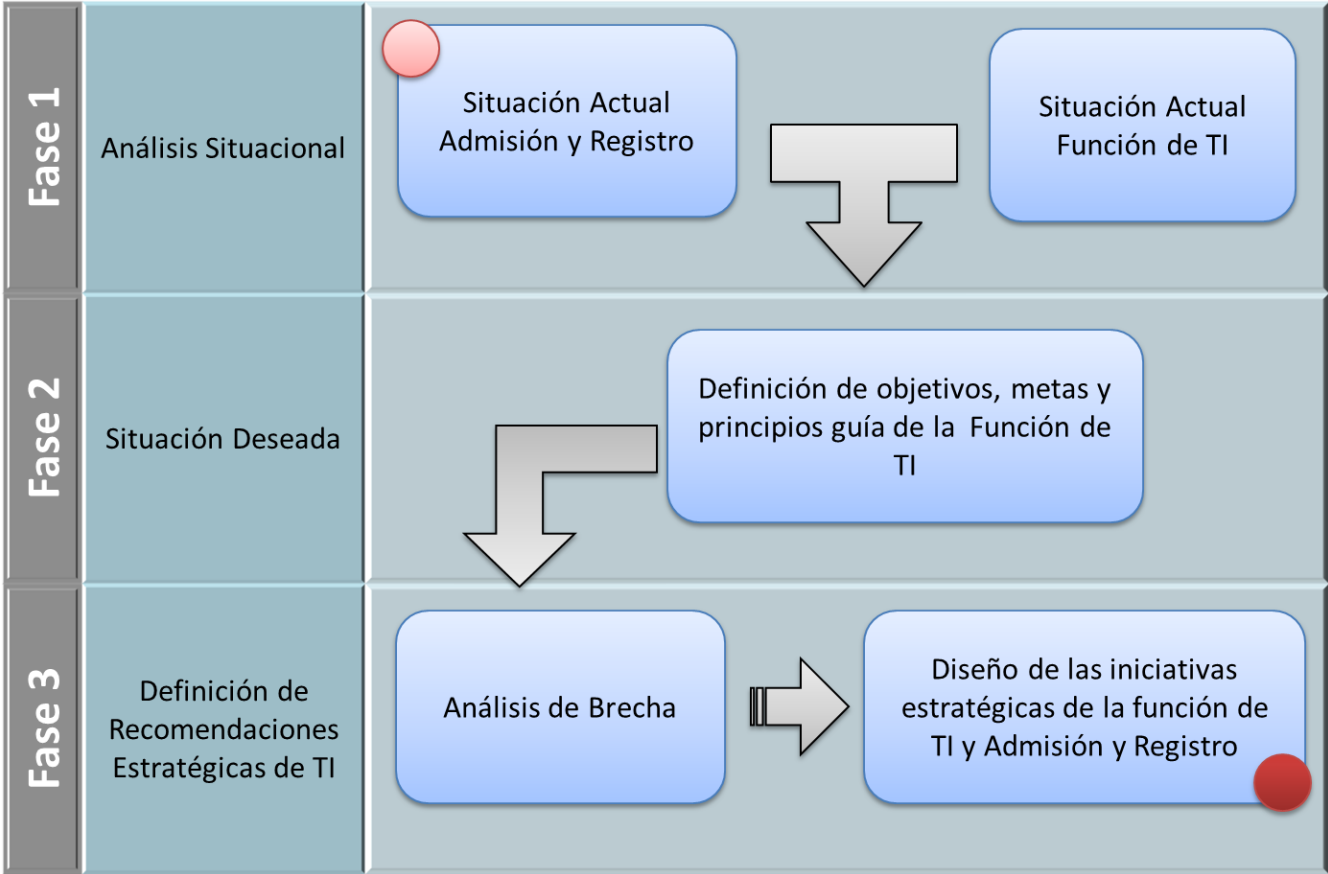 Fase 1
Análisis Situacional
Situación Actual
Admisión y Registro
Situación Actual
Función de TI
Fase 2
Situación Deseada
Definición de objetivos, metas y
principios guía de la Función de
TI
Fase 3
Definición de
Recomendaciones
Estratégicas de TI
Análisis de Brecha
Diseño de las iniciativas
estratégicas de la función de
TI y Admisión y Registro